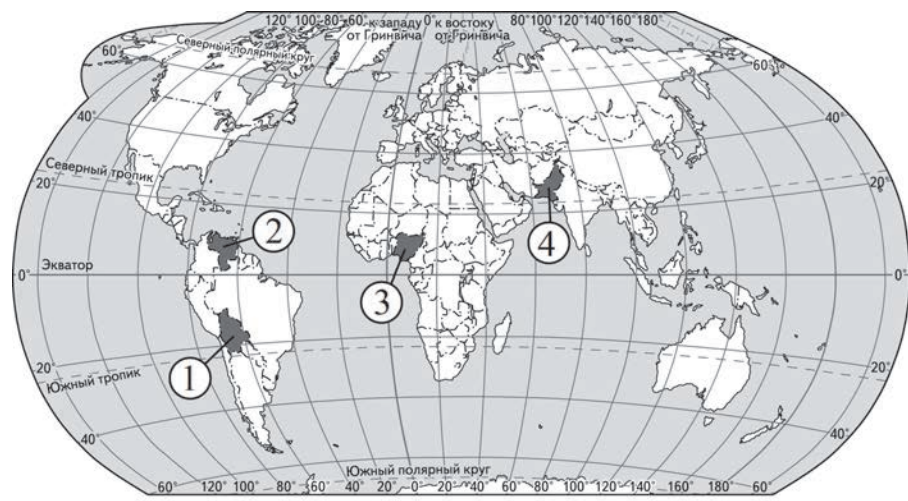 120° 80° 60° к западу 0° к востоку 80° 100° 120° 140° 160° 180°
от Гринвича от Гринвича
60° Северный полярный круг 60°
40° 40°
Северный тропик
20° 20°
2
4
Экватор
0° 0°
3
1
20° 20°
Южный тропик
40° 40°
Южный полярный круг
60° 120° 100° 80° 60° 40° 20° 0° 20° 40° 60° 80° 100° 120° 140° 160° 60°